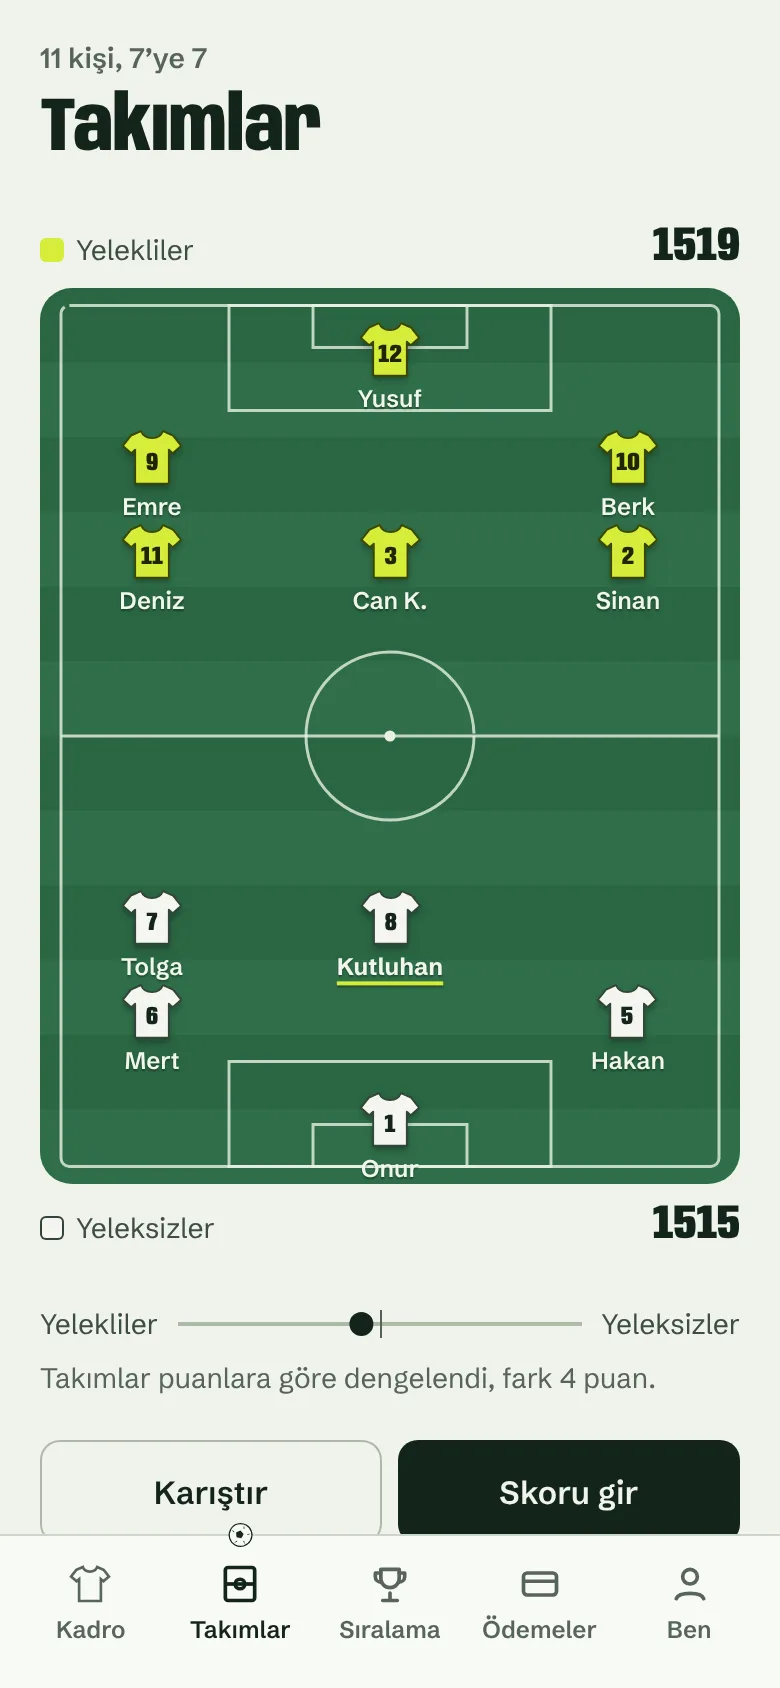 11 kişi, 7’ye 7
Takımlar
Yelekliler 1519
12
Yusuf
9 10
Emre Berk
11 3 2
Deniz Can K. Sinan
7 8
Tolga Kutluhan
6 5
Mert Hakan
1
Onur
Yeleksizler 1515
Yelekliler Yeleksizler
Takımlar puanlara göre dengelendi, fark 4 puan.
Karıştır Skoru gir
Kadro Takımlar Sıralama Ödemeler Ben